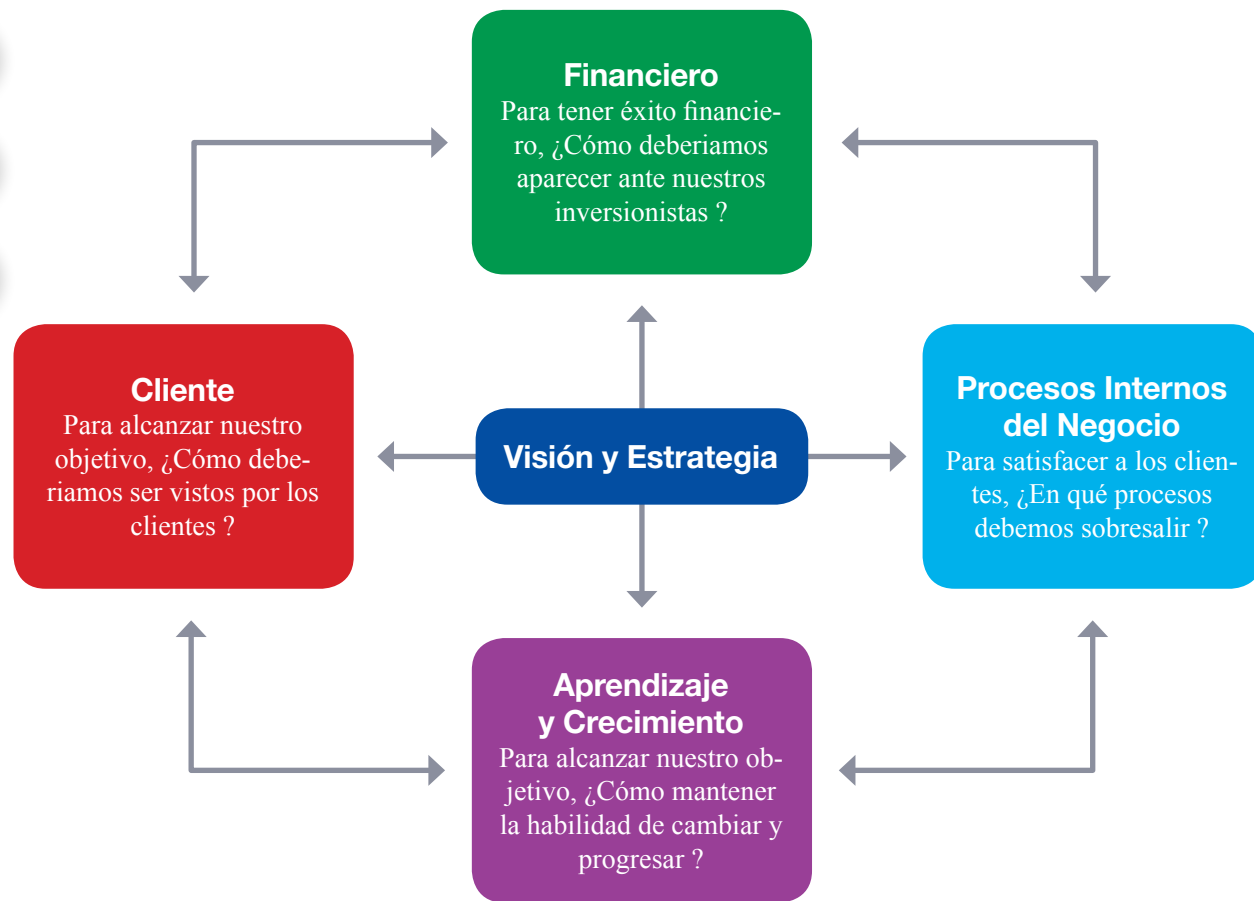 Financiero
Para tener éxito financie-
ro, ¿Cómo deberiamos
aparecer ante nuestros
inversionistas ?
Cliente
Para alcanzar nuestro
objetivo, ¿Cómo debe-
riamos ser vistos por los
clientes ?
Visión y Estrategia
Procesos Internos
del Negocio
Para satisfacer a los clien-
tes, ¿En qué procesos
debemos sobresalir ?
Aprendizaje
y Crecimiento
Para alcanzar nuestro ob-
jetivo, ¿Cómo mantener
la habilidad de cambiar y
progresar ?